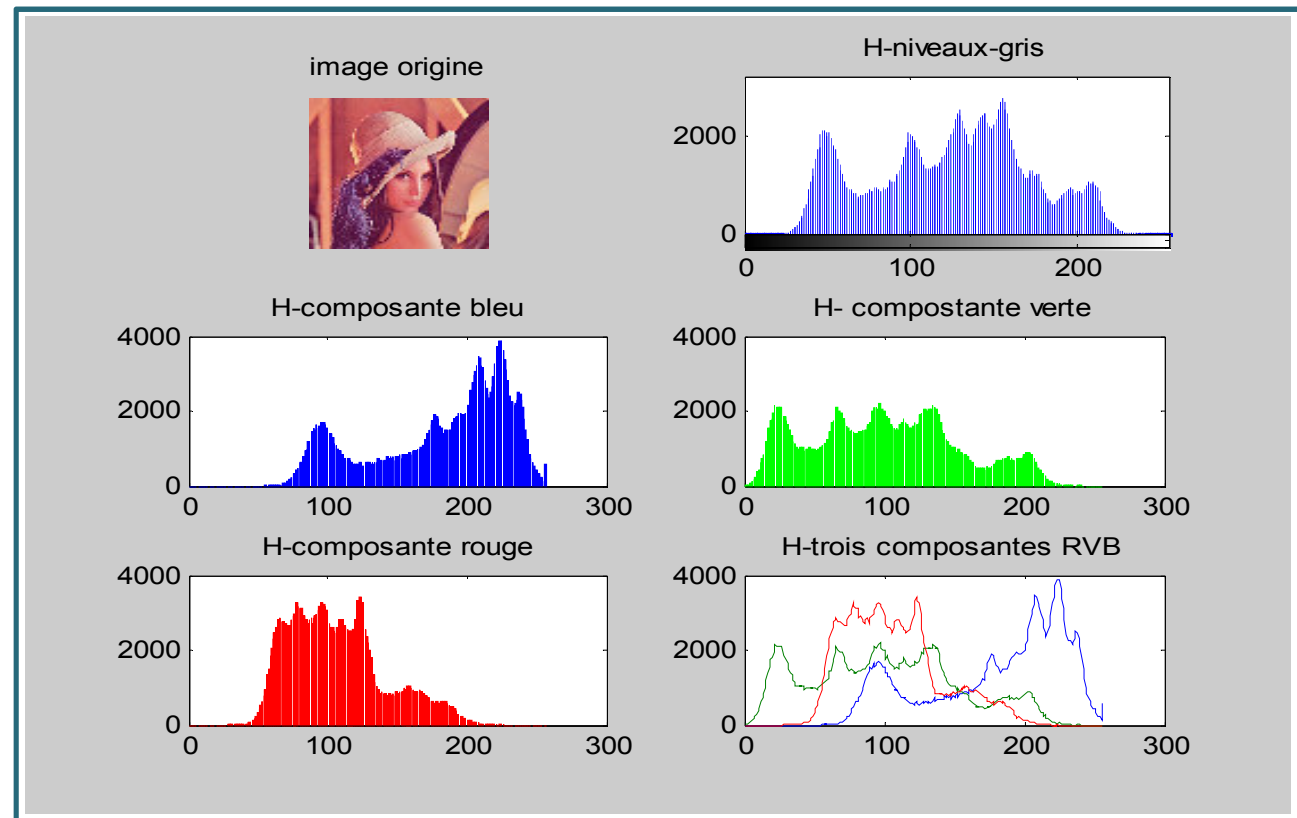 image origine
H-niveaux-gris
2000
0
0 100 200
H-composante bleu
4000
2000
0
0 100 200 300
H- compostante verte
4000
2000
0
0 100 200 300
H-composante rouge
4000
2000
0
0 100 200 300
H-trois composantes RVB
4000
2000
0
0 100 200 300